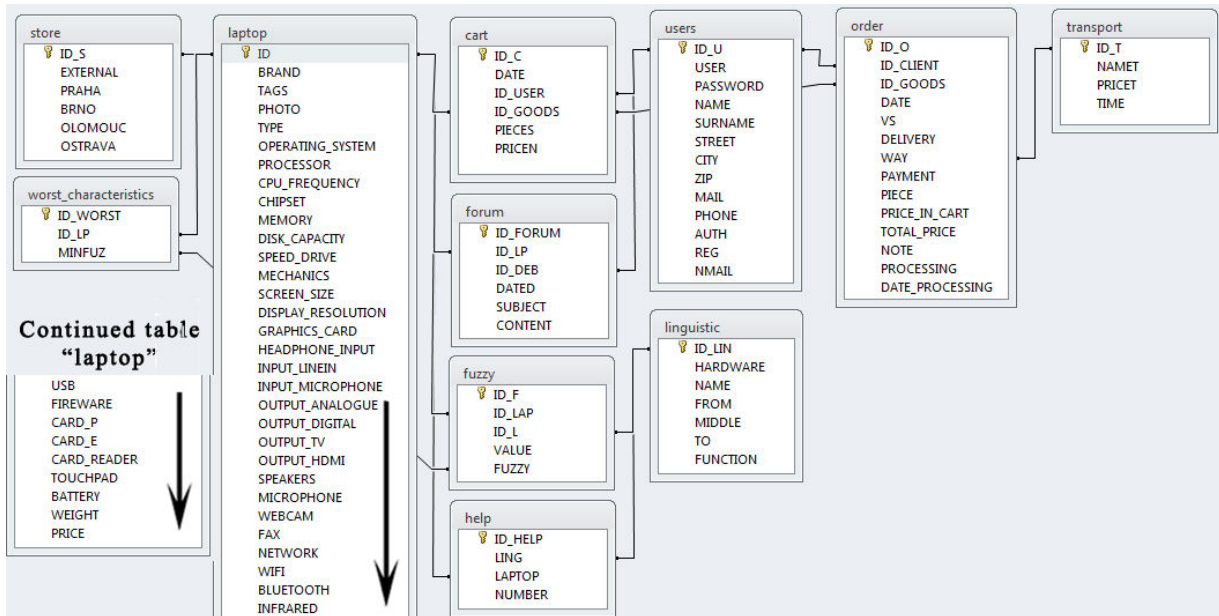 store
ID_S
EXTERNAL
PRAHA
BRNO
OLOMOUC
OSTRAVA
worst_characteristics
ID_WORST
ID_LP
MINFUZ
Continued table
“laptop”
USB
FIREWARE
CARD_P
CARD_E
CARD_READER
TOUCHPAD
BATTERY
WEIGHT
PRICE
laptop
ID
BRAND
TAGS
PHOTO
TYPE
OPERATING_SYSTEM
PROCESSOR
CPU_FREQUENCY
CHIPSET
MEMORY
DISK_CAPACITY
SPEED_DRIVE
MECHANICS
SCREEN_SIZE
DISPLAY_RESOLUTION
GRAPHICS_CARD
HEADPHONE_INPUT
INPUT_LINEIN
INPUT_MICROPHONE
OUTPUT_ANALOGUE
OUTPUT_DIGITAL
OUTPUT_TV
OUTPUT_HDMI
SPEAKERS
MICROPHONE
WEBCAM
FAX
NETWORK
WIFI
BLUETOOTH
INFRARED
cart
ID_C
DATE
ID_USER
ID_GOODS
PIECES
PRICEN
forum
ID_FORUM
ID_LP
ID_DEB
DATED
SUBJECT
CONTENT
fuzzy
ID_F
ID_LAP
ID_L
VALUE
FUZZY
help
ID_HELP
LING
LAPTOP
NUMBER
users
ID_U
USER
PASSWORD
NAME
SURNAME
STREET
CITY
ZIP
MAIL
PHONE
AUTH
REG
NMAIL
linguistic
ID_LIN
HARDWARE
NAME
FROM
MIDDLE
TO
FUNCTION
order
ID_O
ID_CLIENT
ID_GOODS
DATE
VS
DELIVERY
WAY
PAYMENT
PIECE
PRICE_IN_CART
TOTAL_PRICE
NOTE
PROCESSING
DATE_PROCESSING
transport
ID_T
NAMET
PRICET
TIME